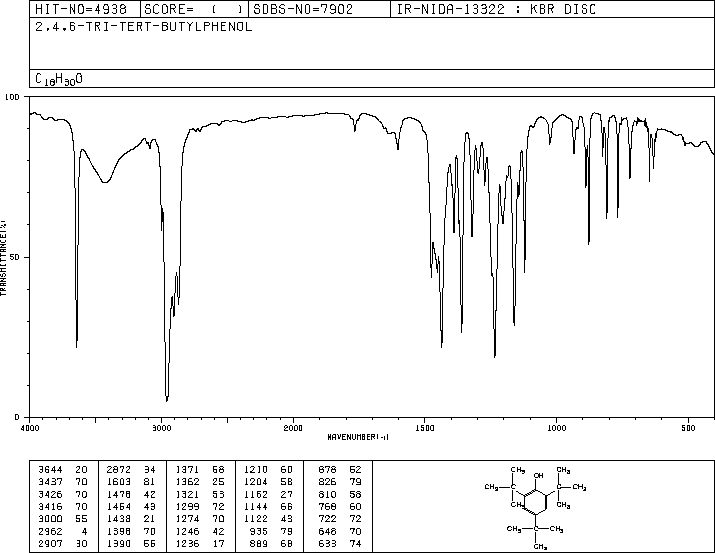 HIT-NO=4938 SCORE= ( ) SDBS-NO=7902 IR-NIDA-13322 : KBR DISC
2.4.6-TRI-TERT-BUTYLPHENOL
C18H30O
100
50
0
TRANSMITTANCE(%)
4000 3000 2000 1500 1000 500
WAVENUMBER(-1)
3644 20 2872 34 1371 68 1210 60 878 52
3437 70 1603 81 1362 25 1204 58 826 79
3426 70 1478 42 1321 53 1162 27 810 58
3416 70 1454 43 1299 72 1144 66 768 60
3000 55 1438 21 1274 70 1122 43 722 72
2962 4 1398 70 1246 42 935 79 648 70
2907 30 1390 55 1236 17 889 68 633 74
CH3 OH CH3
CH3 C C CH3
CH3 CH3
CH3 C CH3
CH3